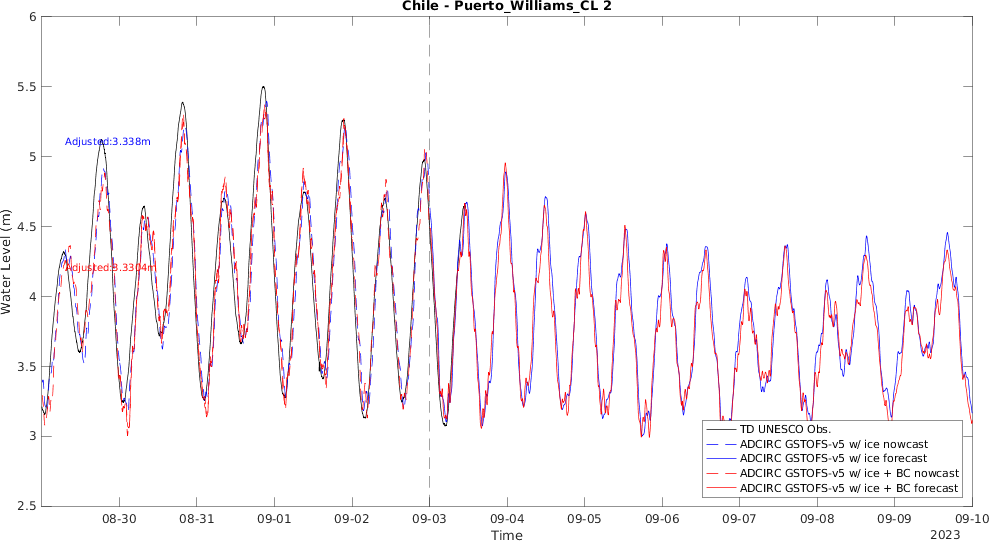 Chile - Puerto_Williams_CL 2
6
5.5
5
4.5
4
3.5
3
2.5
Water Level (m)
Adjusted:3.338m
Adjusted:3.3304m
TD UNESCO Obs.
ADCIRC GSTOFS-v5 w/ ice nowcast
ADCIRC GSTOFS-v5 w/ ice forecast
ADCIRC GSTOFS-v5 w/ ice + BC nowcast
ADCIRC GSTOFS-v5 w/ ice + BC forecast
08-30 08-31 09-01 09-02 09-03 09-04 09-05 09-06 09-07 09-08 09-09 09-10
Time
2023